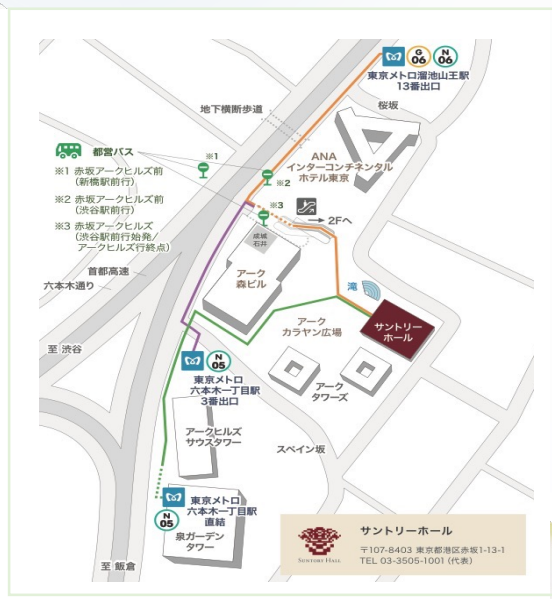 G
06
N
06
東京メトロ溜池山王駅
13番出口
桜坂
地下横断歩道
都営バス
※1
※1 赤坂アークヒルズ前
(新橋駅前行)
※2 赤坂アークヒルズ前
(渋谷駅前行)
※3 赤坂アークヒルズ
(渋谷駅前行始発/
アークヒルズ行終点)
※2
※3
ANA
インターコンチネンタル
ホテル東京
→ 2Fへ
成城
石井
首都高速
六本木通り
アーク
森ビル
滝
アーク
カラヤン広場
サントリー
ホール
至 渋谷
N
05
東京メトロ
六本木一丁目駅
3番出口
アーク
タワーズ
アークヒルズ
サウスタワー
スペイン坂
N
05
東京メトロ
六本木一丁目駅
直結
泉ガーデン
タワー
至 飯倉
SUNTORY HALL
サントリーホール
〒107-8403 東京都港区赤坂1-13-1
TEL 03-3505-1001 (代表)